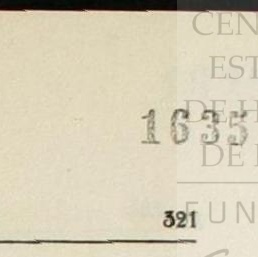 CEN
EST
DE H
DE
1635
FUN
321